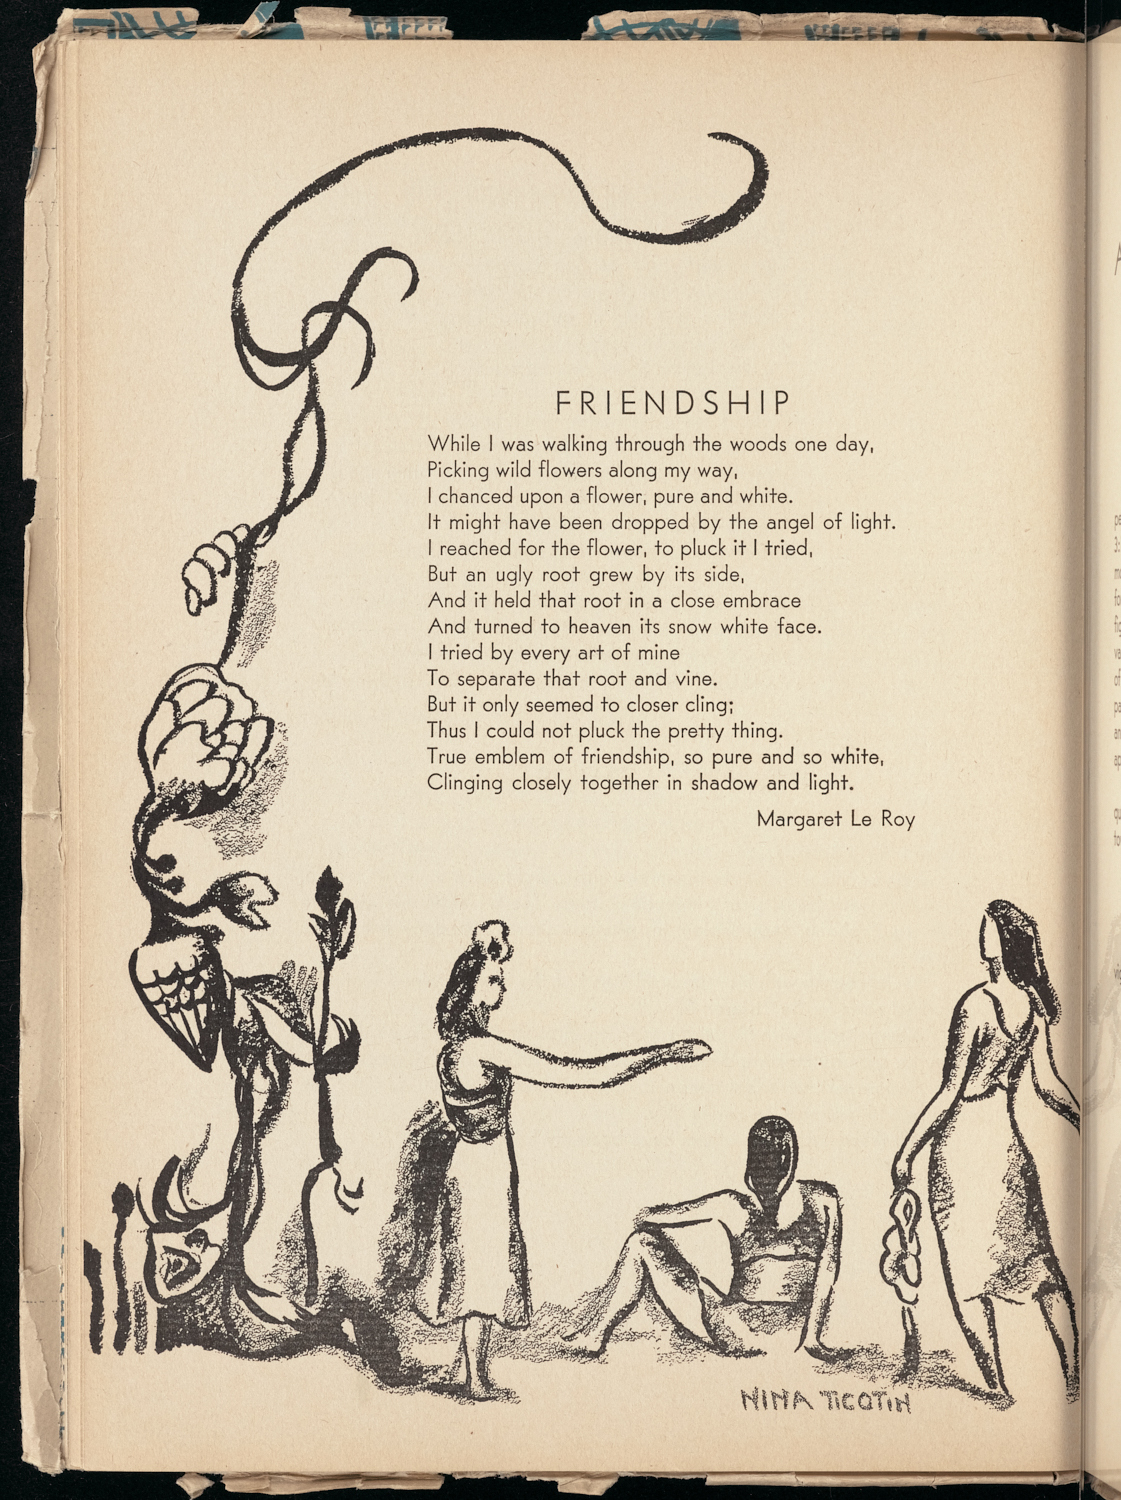 FRIENDSHIP
While I was walking through the woods one day,
Picking wild flowers along my way,
I chanced upon a flower, pure and white.
It might have been dropped by the angel of light.
I reached for the flower, to pluck it I tried,
But an ugly root grew by its side,
And it held that root in a close embrace
And turned to heaven its snow white face.
I tried by every art of mine
To separate that root and vine.
But it only seemed to closer cling;
Thus I could not pluck the pretty thing.
True emblem of friendship, so pure and so white,
Clinging closely together in shadow and light.
Margaret Le Roy
NINA TICOTIN